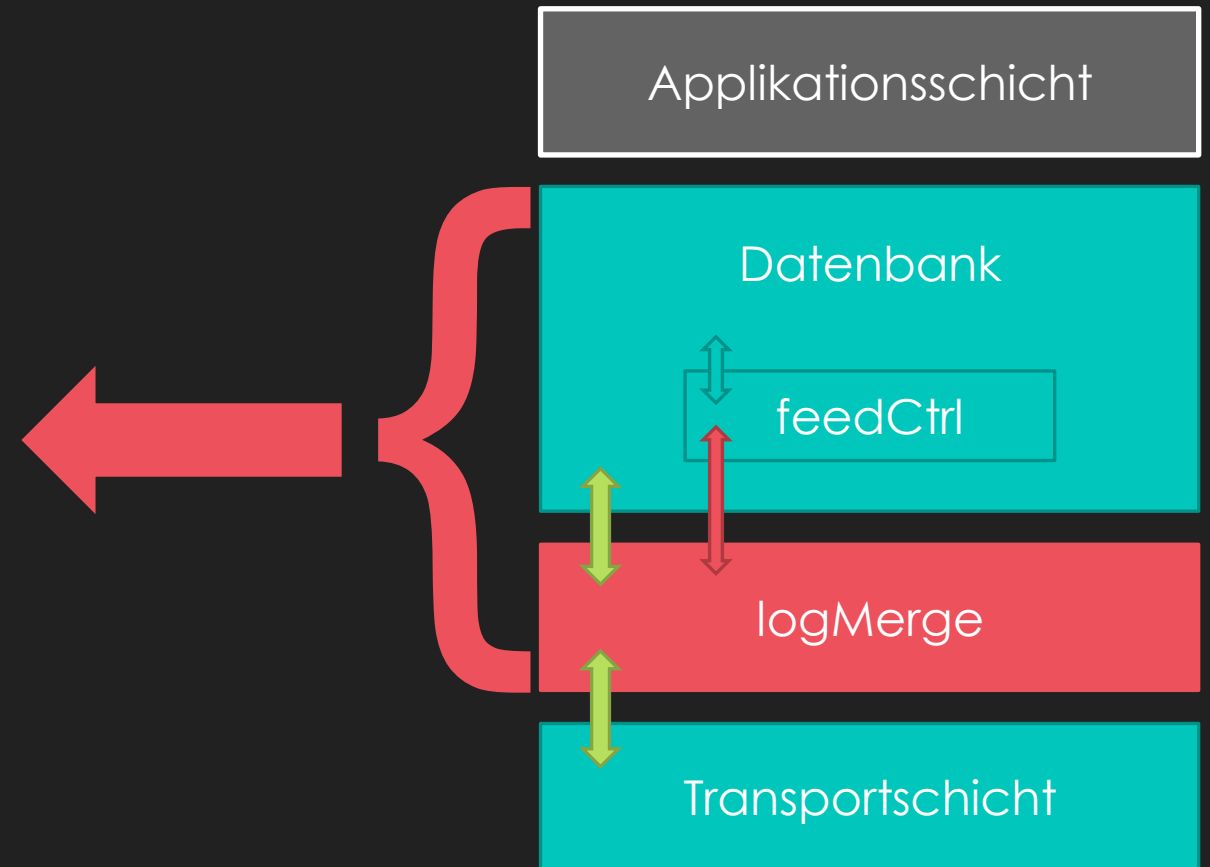 Applikationsschicht
Datenbank
feedCtrl
logMerge
Transportschicht